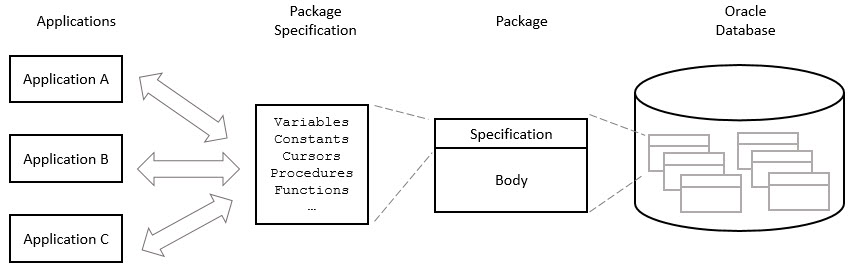 Applications
Package
Specification
Package
Oracle
Database
Application A
Application B
Application C
Variables
Constants
Cursors
Procedures
Functions
…
Specification
Body